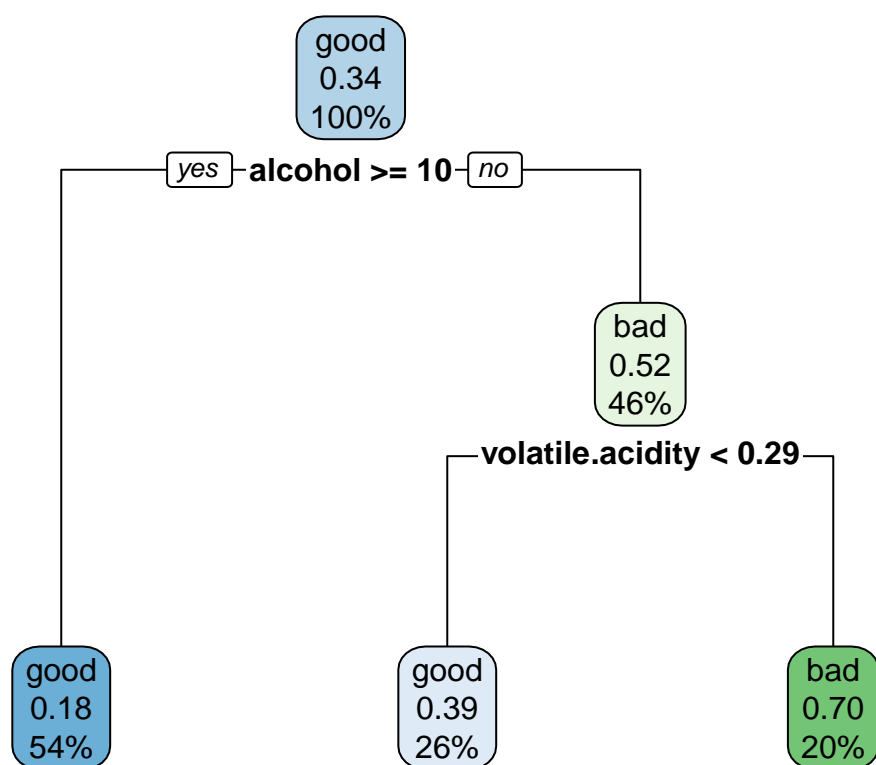 good
0.34
100%
yes alcohol >= 10 no
bad
0.52
46%
volatile.acidity < 0.29
good
0.18
54%
good
0.39
26%
bad
0.70
20%